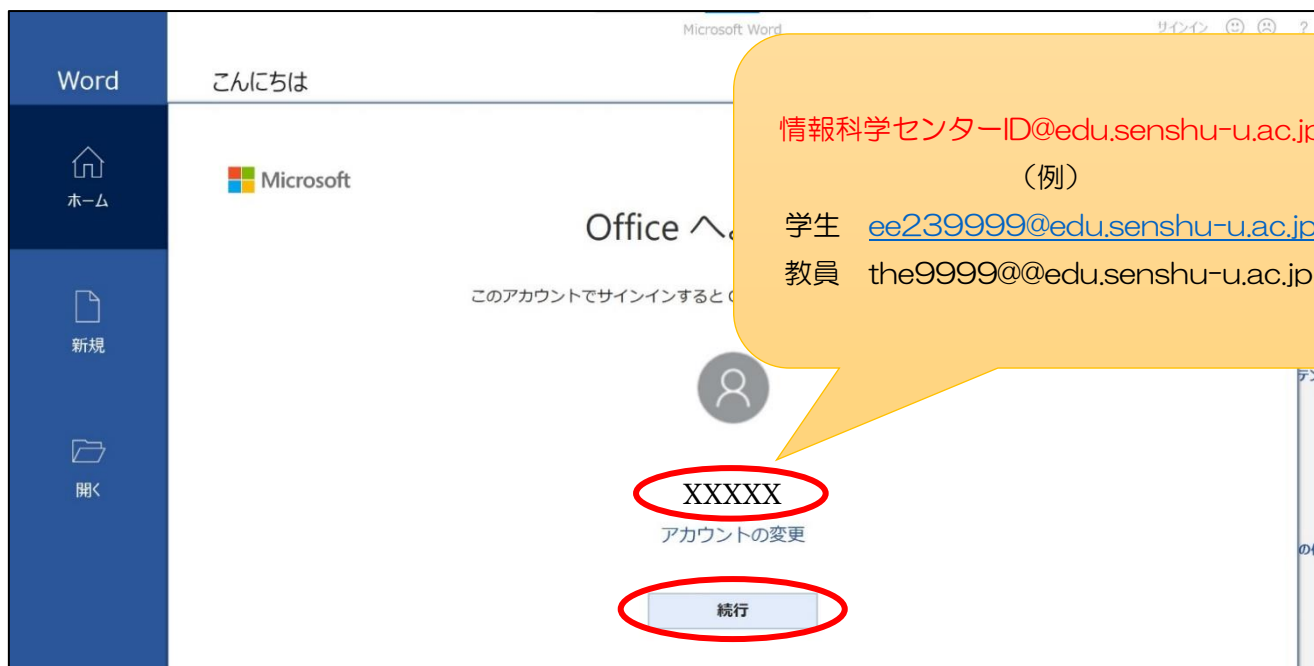 Microsoft Word
サインイン ?
Word
こんにちは
ホーム
新規
開く
Microsoft
Office へ
このアカウントでサインインすると
情報科学センターID@edu.senshu-u.ac.jp
（例）
学生 ee239999@edu.senshu-u.ac.jp
教員 the9999@@edu.senshu-u.ac.jp
XXXXX
アカウントの変更
続行